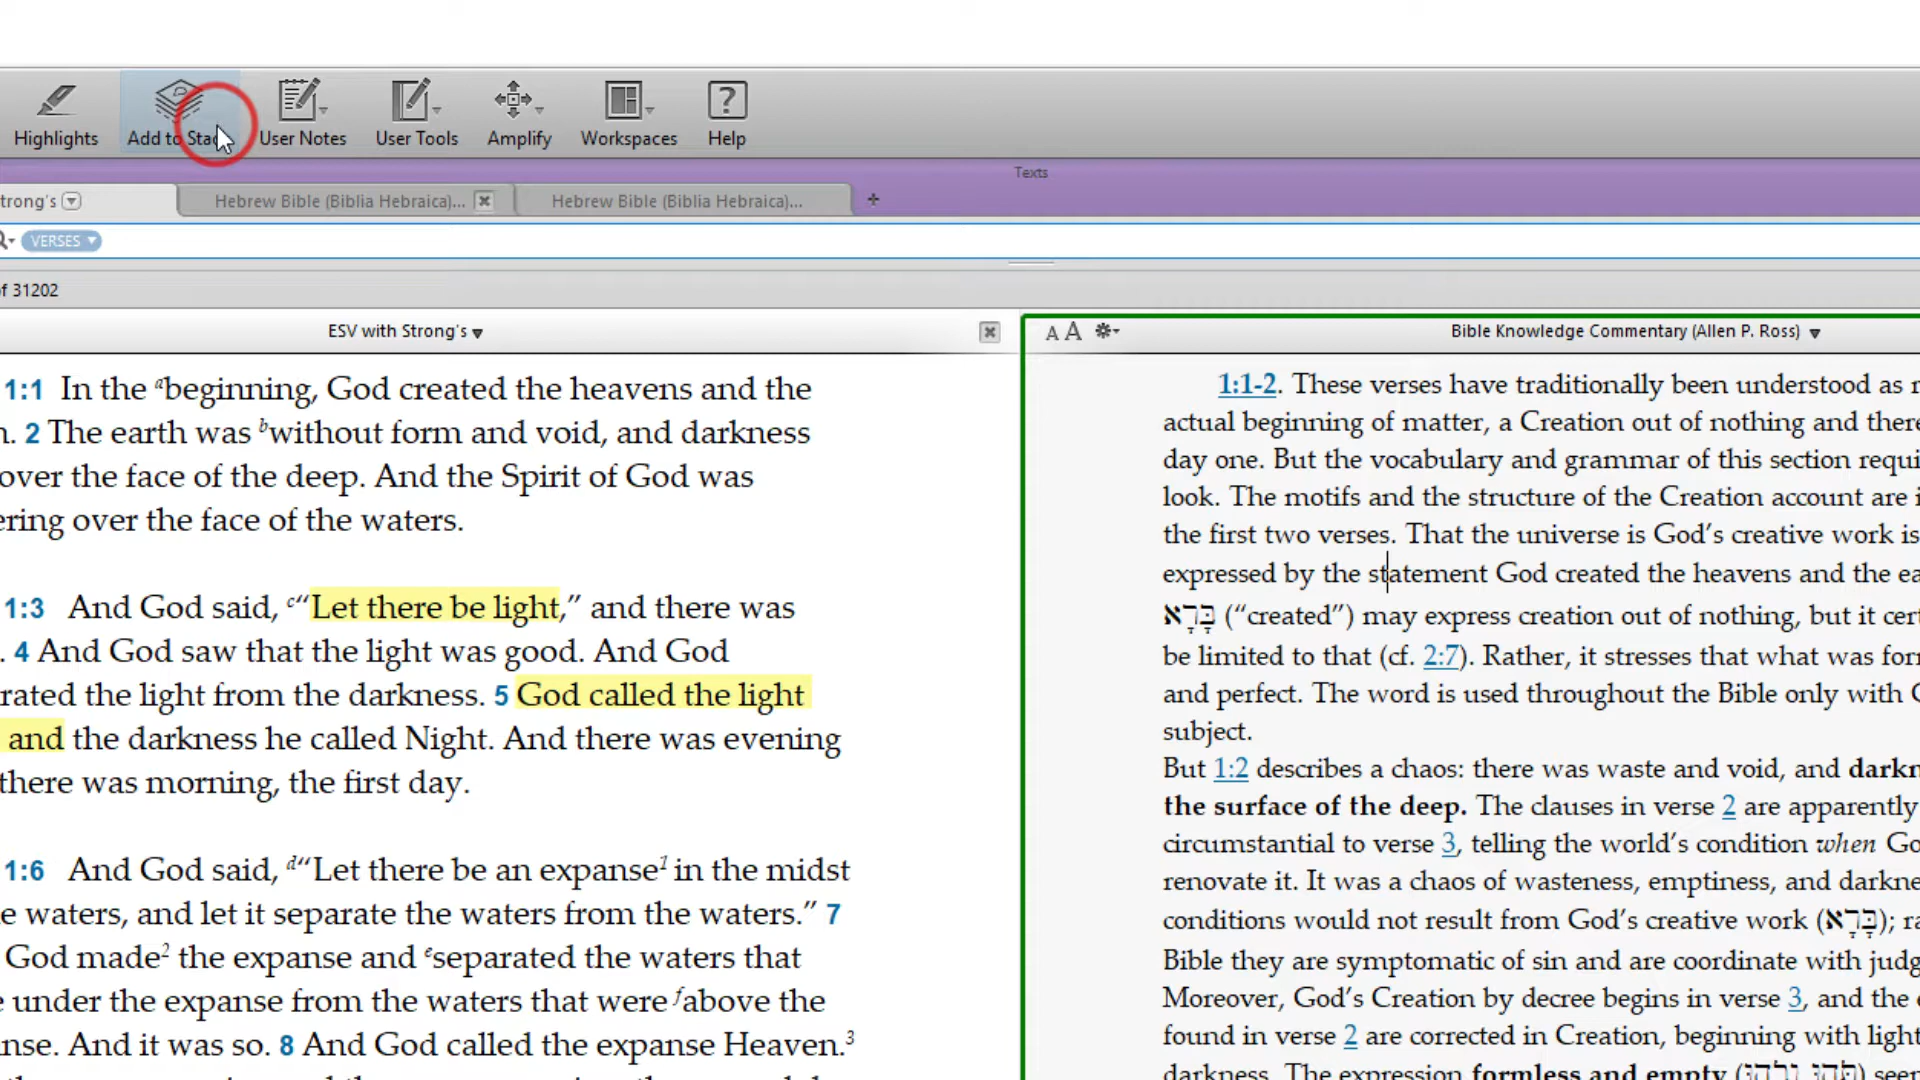 Highlights
Add to Stac
User Notes
User Tools
Amplify
Workspaces
Help
Texts
trong's
Hebrew Bible (Biblia Hebraica)...
Hebrew Bible (Biblia Hebraica)...
+
VERSES
of 31202
ESV with Strong's
1:1 In the ᵃbeginning, God created the heavens and the
n. 2 The earth was ᵇwithout form and void, and darkness
over the face of the deep. And the Spirit of God was
ering over the face of the waters.
1:3 And God said, ᶜ“Let there be light,” and there was
. 4 And God saw that the light was good. And God
rated the light from the darkness. 5 God called the light
and the darkness he called Night. And there was evening
there was morning, the first day.
1:6 And God said, ᵈ“Let there be an expanse¹ in the midst
e waters, and let it separate the waters from the waters.” 7
God made² the expanse and ᵉseparated the waters that
e under the expanse from the waters that were ᶠabove the
nse. And it was so. 8 And God called the expanse Heaven.³
A A
Bible Knowledge Commentary (Allen P. Ross)
1:1-2. These verses have traditionally been understood as r
actual beginning of matter, a Creation out of nothing and there
day one. But the vocabulary and grammar of this section requi
look. The motifs and the structure of the Creation account are i
the first two verses. That the universe is God’s creative work is
expressed by the statement God created the heavens and the ea
בָּרָא (“created”) may express creation out of nothing, but it cert
be limited to that (cf. 2:7). Rather, it stresses that what was for
and perfect. The word is used throughout the Bible only with G
subject.
But 1:2 describes a chaos: there was waste and void, and darkn
the surface of the deep. The clauses in verse 2 are apparently
circumstantial to verse 3, telling the world’s condition when Go
renovate it. It was a chaos of wasteness, emptiness, and darkne
conditions would not result from God’s creative work (בָּרָא); ra
Bible they are symptomatic of sin and are coordinate with judg
Moreover, God’s Creation by decree begins in verse 3, and the e
found in verse 2 are corrected in Creation, beginning with light
darkness. The expression formless and empty (תֹהוּ וָבֹהוּ) seem